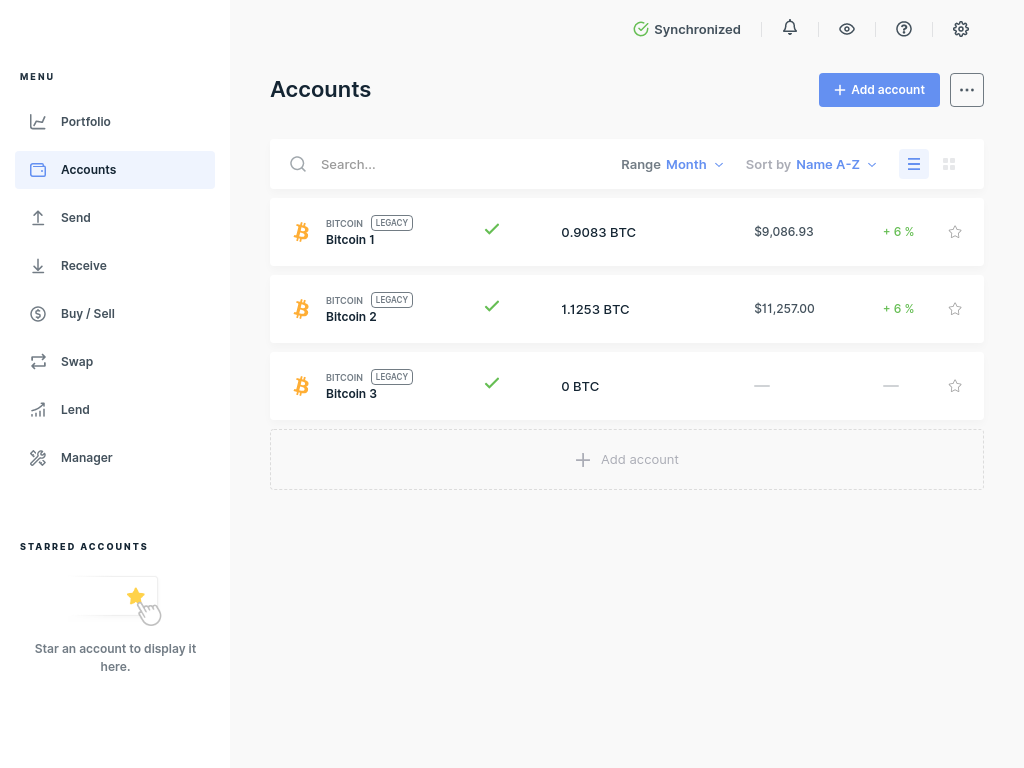 Synchronized
MENU
Portfolio
Accounts
Send
Receive
Buy / Sell
Swap
Lend
Manager
STARRED ACCOUNTS
Star an account to display it
here.
Accounts
Add account
Search...
Range Month
Sort by Name A-Z
BITCOIN LEGACY
Bitcoin 1
0.9083 BTC
$9,086.93
+ 6 %
BITCOIN LEGACY
Bitcoin 2
1.1253 BTC
$11,257.00
+ 6 %
BITCOIN LEGACY
Bitcoin 3
0 BTC
—
—
Add account